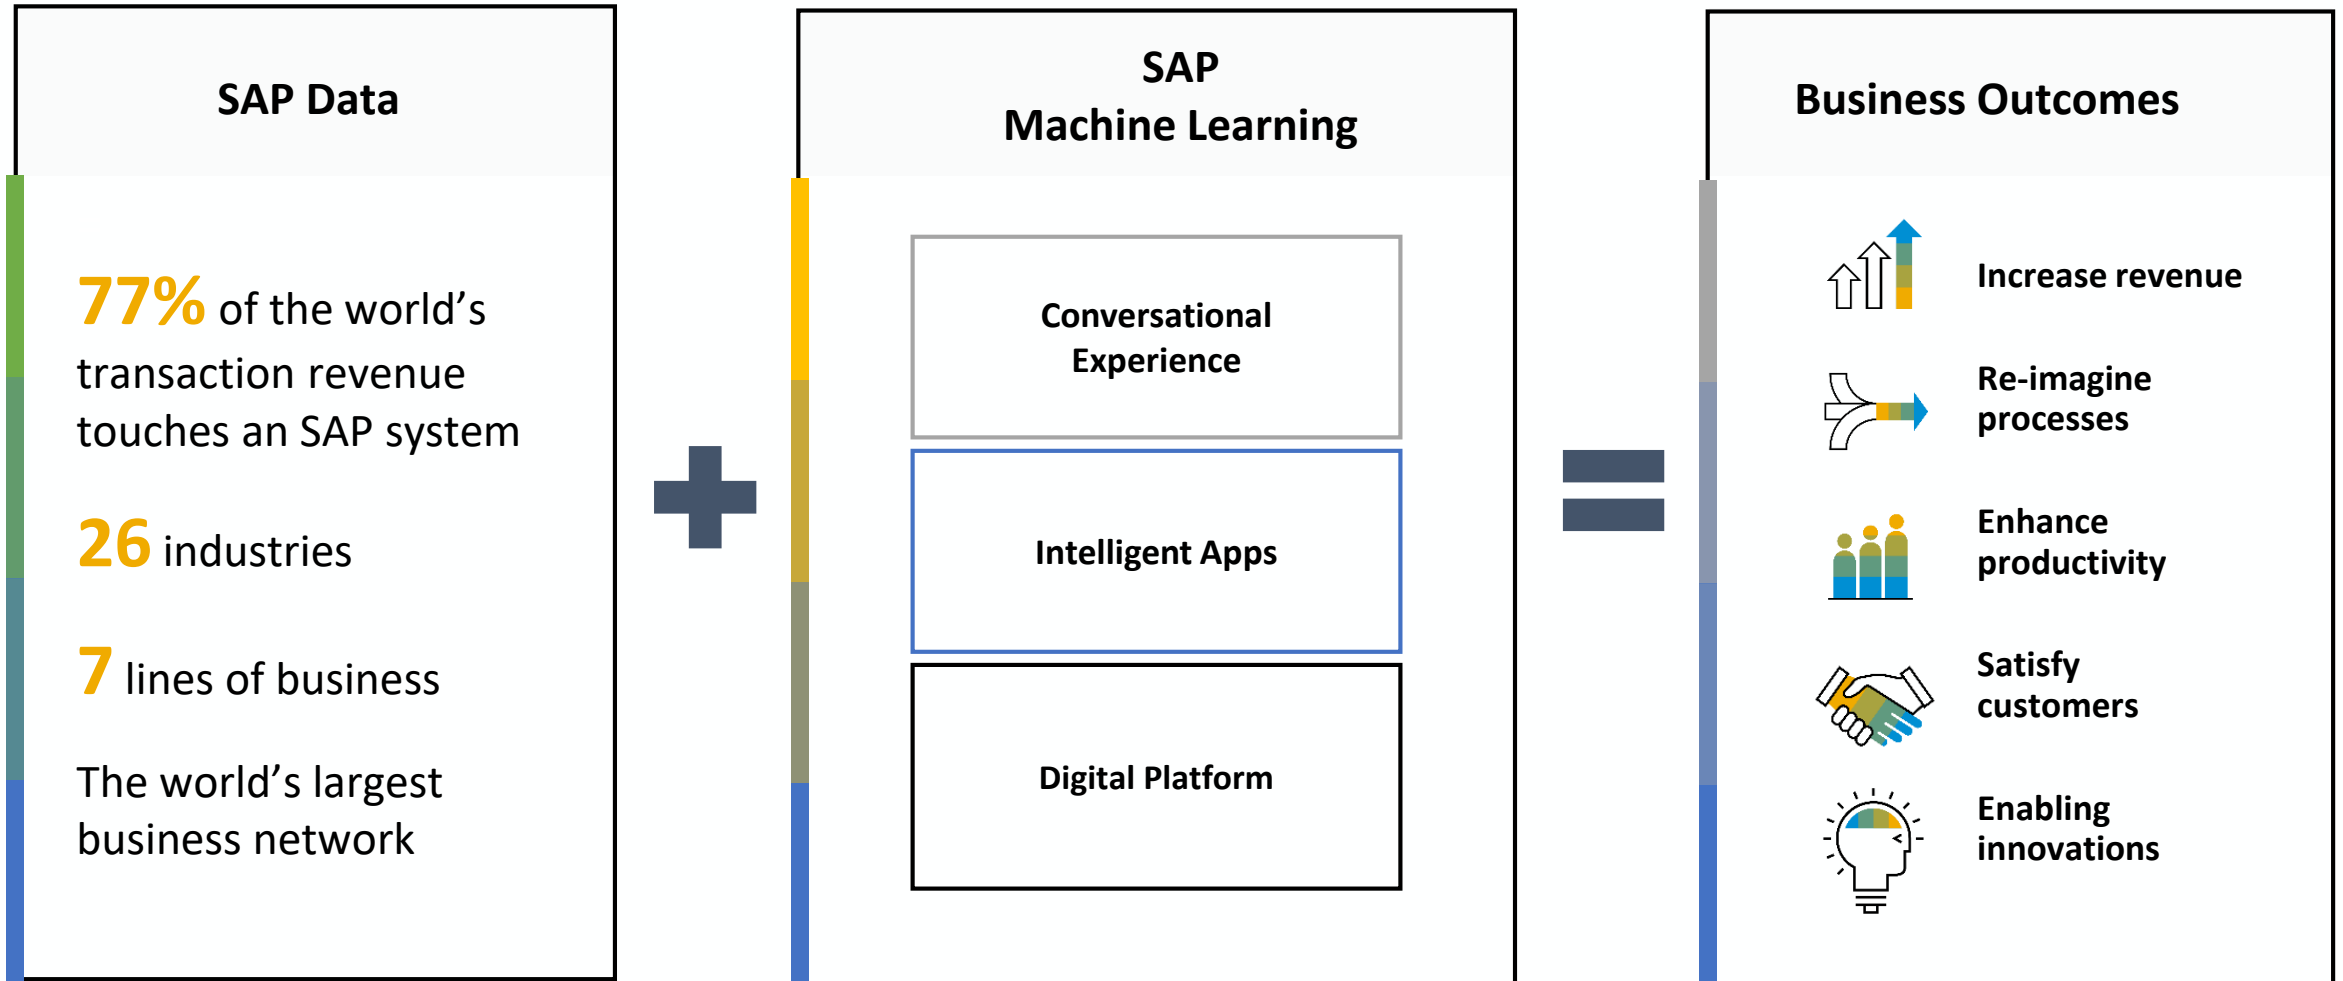 SAP Data
77% of the world’s
transaction revenue
touches an SAP system
26 industries
7 lines of business
The world’s largest
business network
SAP
Machine Learning
Conversational
Experience
Intelligent Apps
Digital Platform
Business Outcomes
Increase revenue
Re-imagine
processes
Enhance
productivity
Satisfy
customers
Enabling
innovations